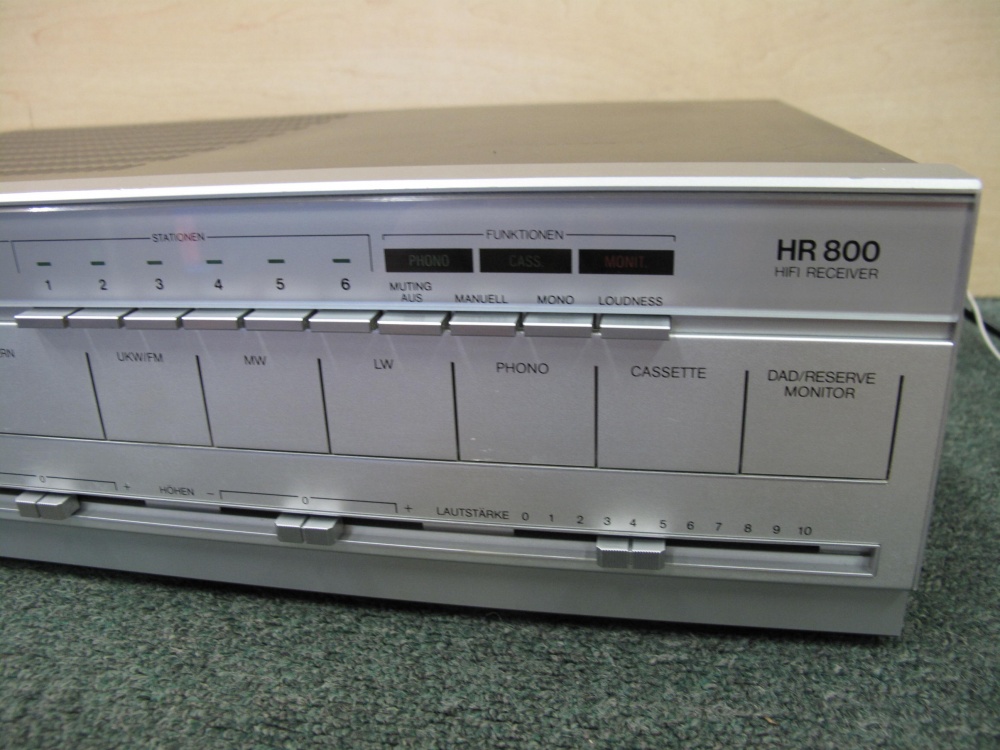 STATIONEN
FUNKTIONEN
PHONO CASS. MONIT.
HR 800
HIFI RECEIVER
1 2 3 4 5 6
MUTING
AUS MANUELL MONO LOUDNESS
UKW/FM MW LW PHONO CASSETTE DAD/RESERVE
MONITOR
0 + HÖHEN - 0 + LAUTSTÄRKE 0 1 2 3 4 5 6 7 8 9 10